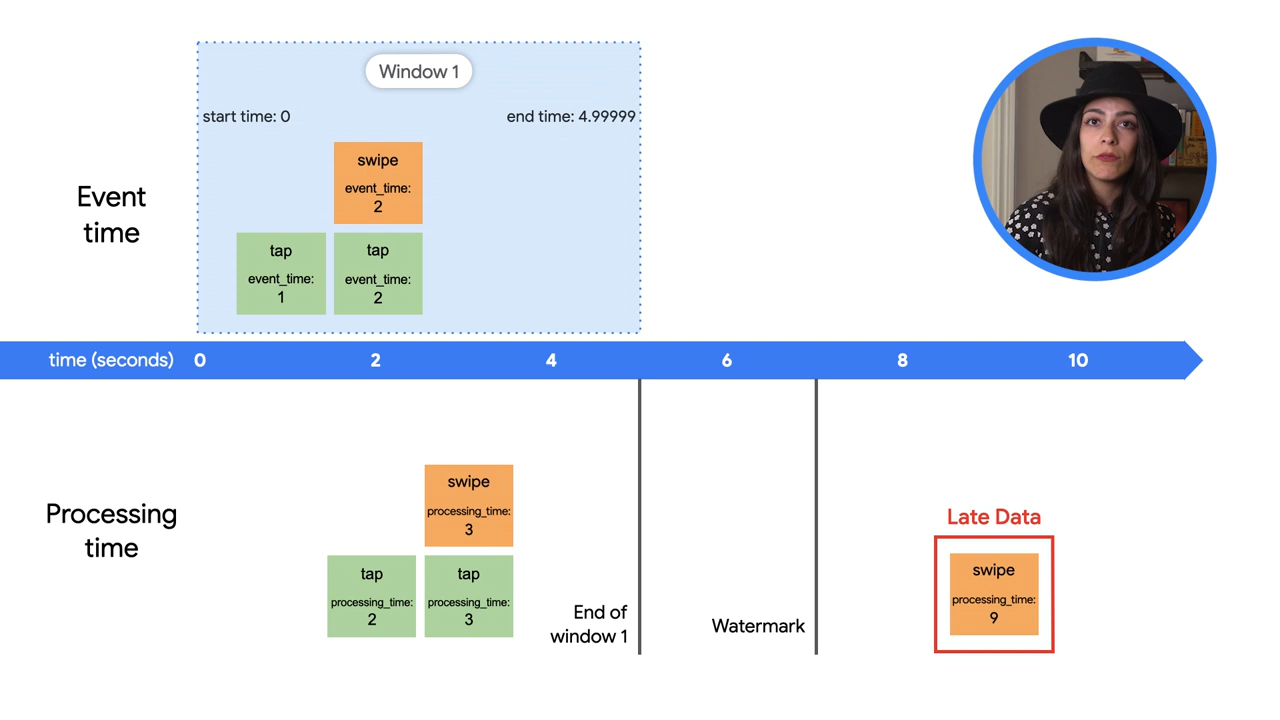 Window 1
start time: 0
end time: 4.99999
Event
time
swipe
event_time:
2
tap
event_time:
1
tap
event_time:
2
time (seconds)
0
2
4
6
8
10
Processing
time
swipe
processing_time:
3
tap
processing_time:
2
tap
processing_time:
3
End of
window 1
Watermark
Late Data
swipe
processing_time:
9